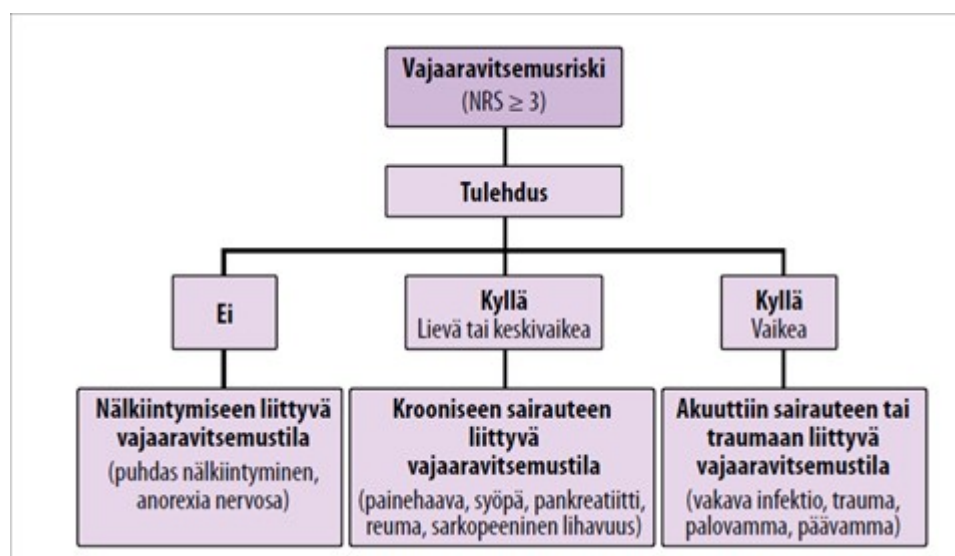 Vajaaravitsemusriski
(NRS ≥ 3)
Tulehdus
Ei
Kyllä
Lievä tai keskivaikea
Kyllä
Vaikea
Nälkiintymiseen liittyvä
vajaaravitsemustila
(puhdas nälkiintyminen,
anorexia nervosa)
Krooniseen sairauteen
liittyvä
vajaaravitsemustila
(painehaava, syöpä, pankreatiitti,
reuma, sarkopeeninen lihavuus)
Akuuttiin sairauteen tai
traumaan liittyvä
vajaaravitsemustila
(vakava infektio, trauma,
palovamma, päävamma)